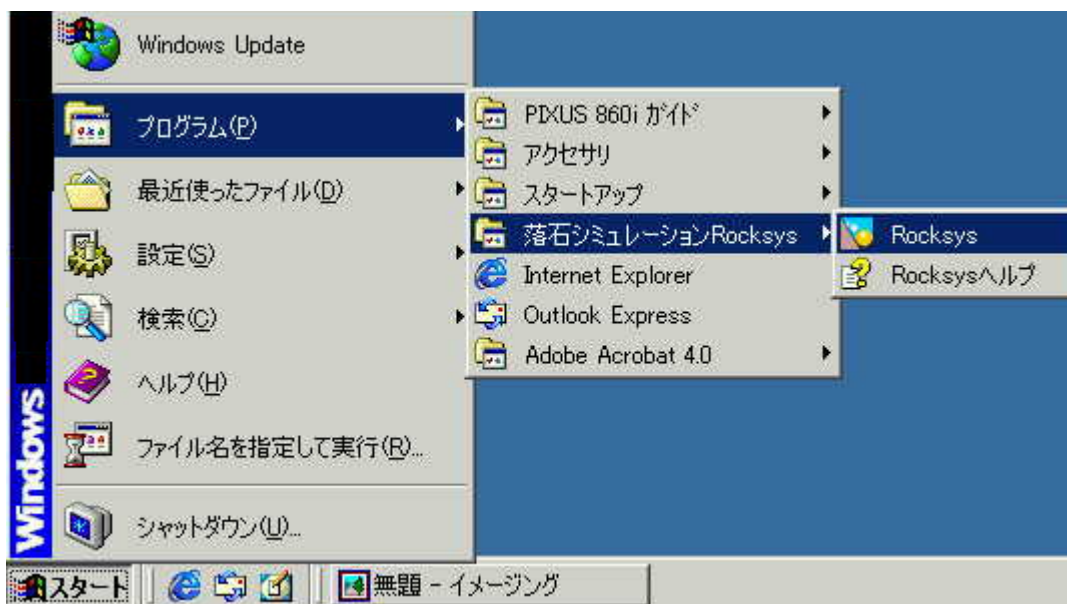 Windows Update
プログラム(P)
最近使ったファイル(D)
設定(S)
検索(C)
ヘルプ(H)
ファイル名を指定して実行(R)...
シャットダウン(U)...
Windows
PIXUS 860i ガイド
アクセサリ
スタートアップ
落石シミュレーションRocksys
Internet Explorer
Outlook Express
Adobe Acrobat 4.0
Rocksys
Rocksysヘルプ
スタート
無題 - イメージング